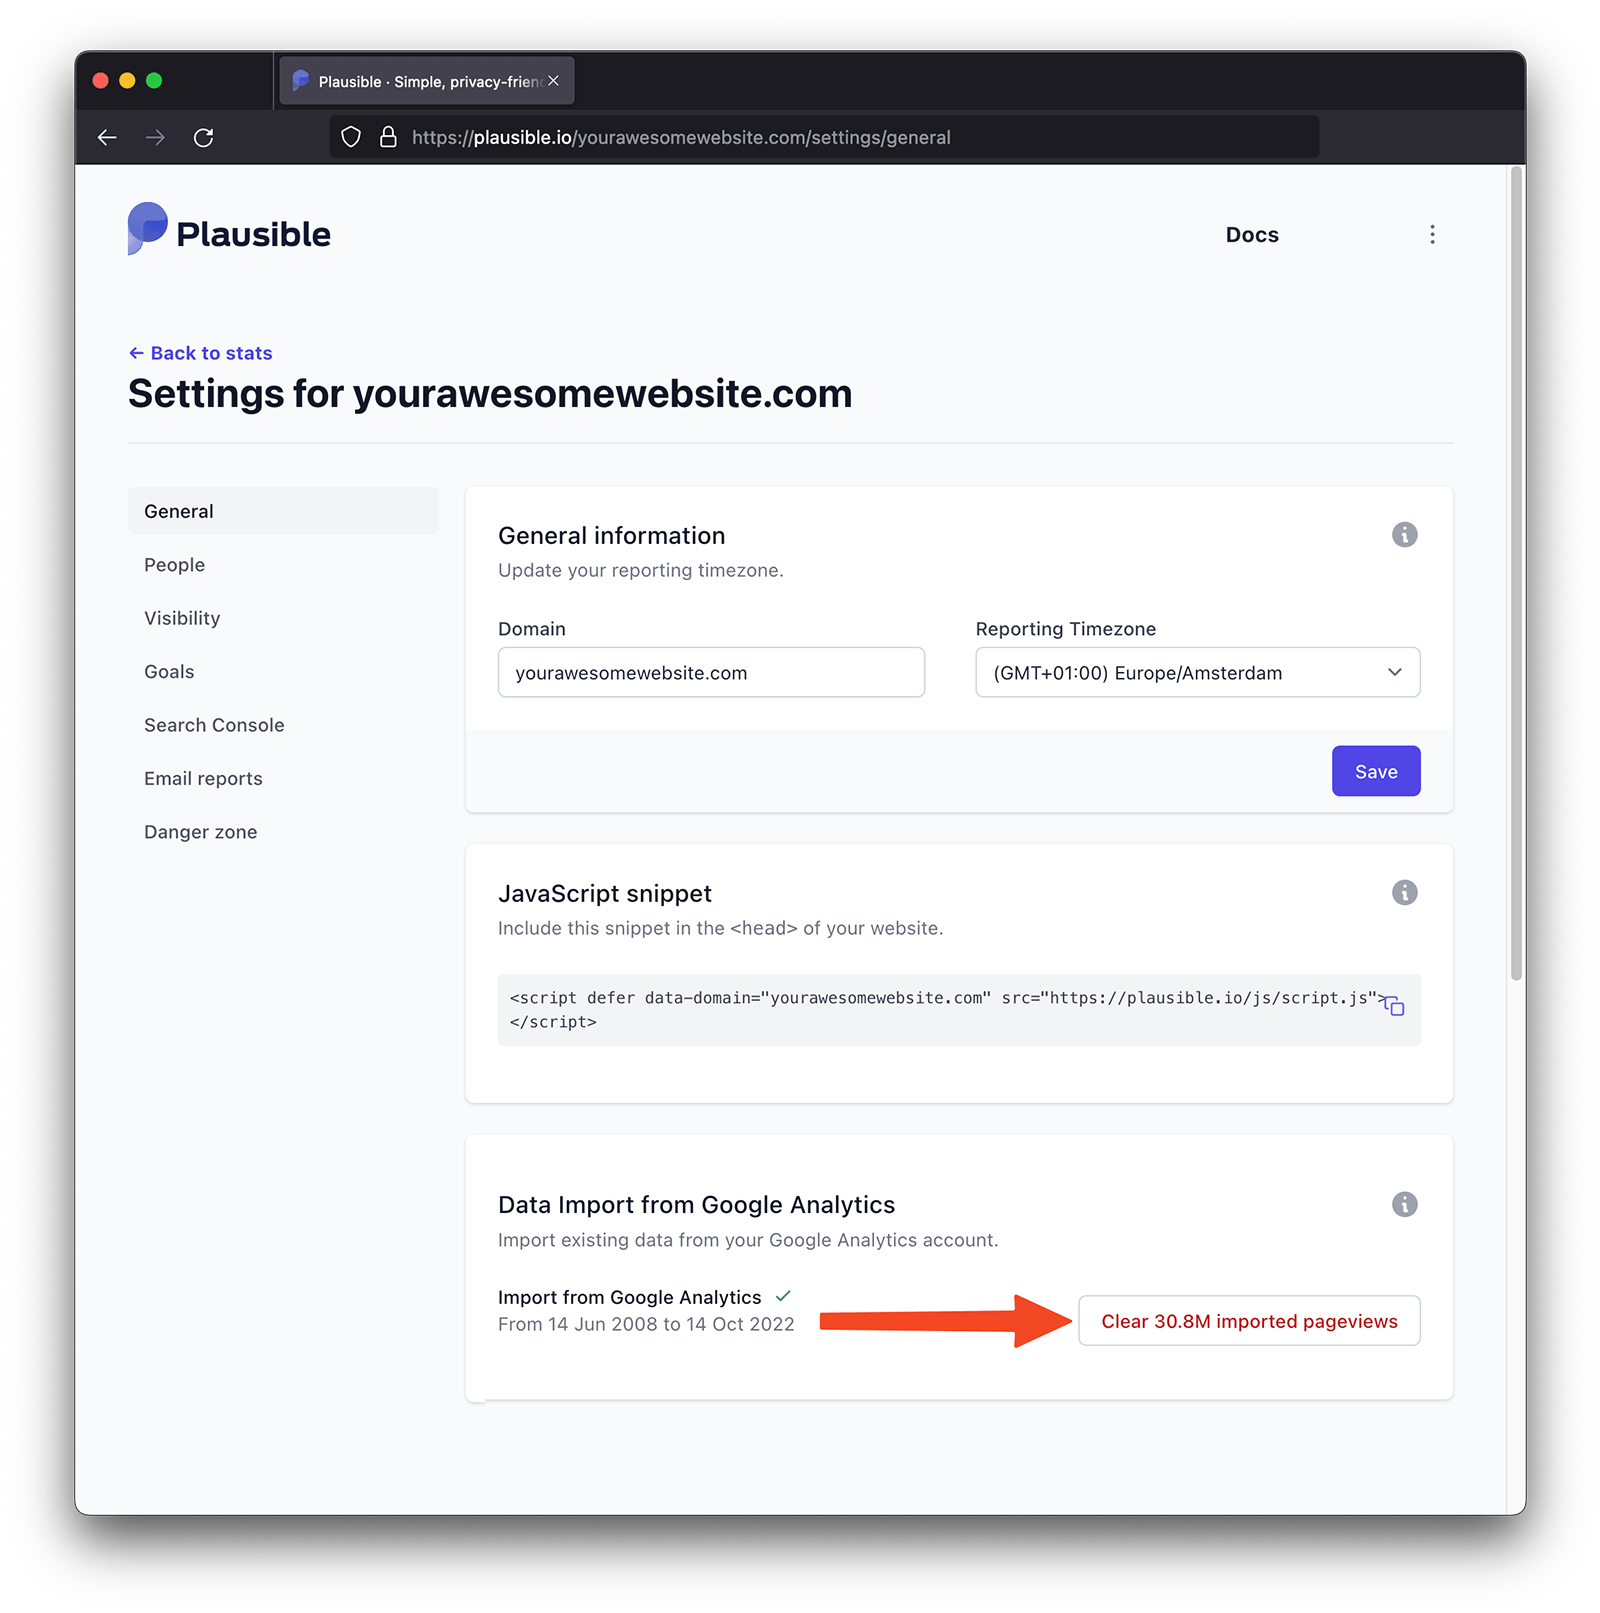 Plausible · Simple, privacy-frien
https://plausible.io/yourawesomewebsite.com/settings/general
Plausible
Docs
← Back to stats
Settings for yourawesomewebsite.com
General
People
Visibility
Goals
Search Console
Email reports
Danger zone
General information
Update your reporting timezone.
Domain
Reporting Timezone
yourawesomewebsite.com
(GMT+01:00) Europe/Amsterdam
Save
JavaScript snippet
Include this snippet in the <head> of your website.
<script defer data-domain="yourawesomewebsite.com" src="https://plausible.io/js/script.js">
</script>
Data Import from Google Analytics
Import existing data from your Google Analytics account.
Import from Google Analytics
From 14 Jun 2008 to 14 Oct 2022
Clear 30.8M imported pageviews